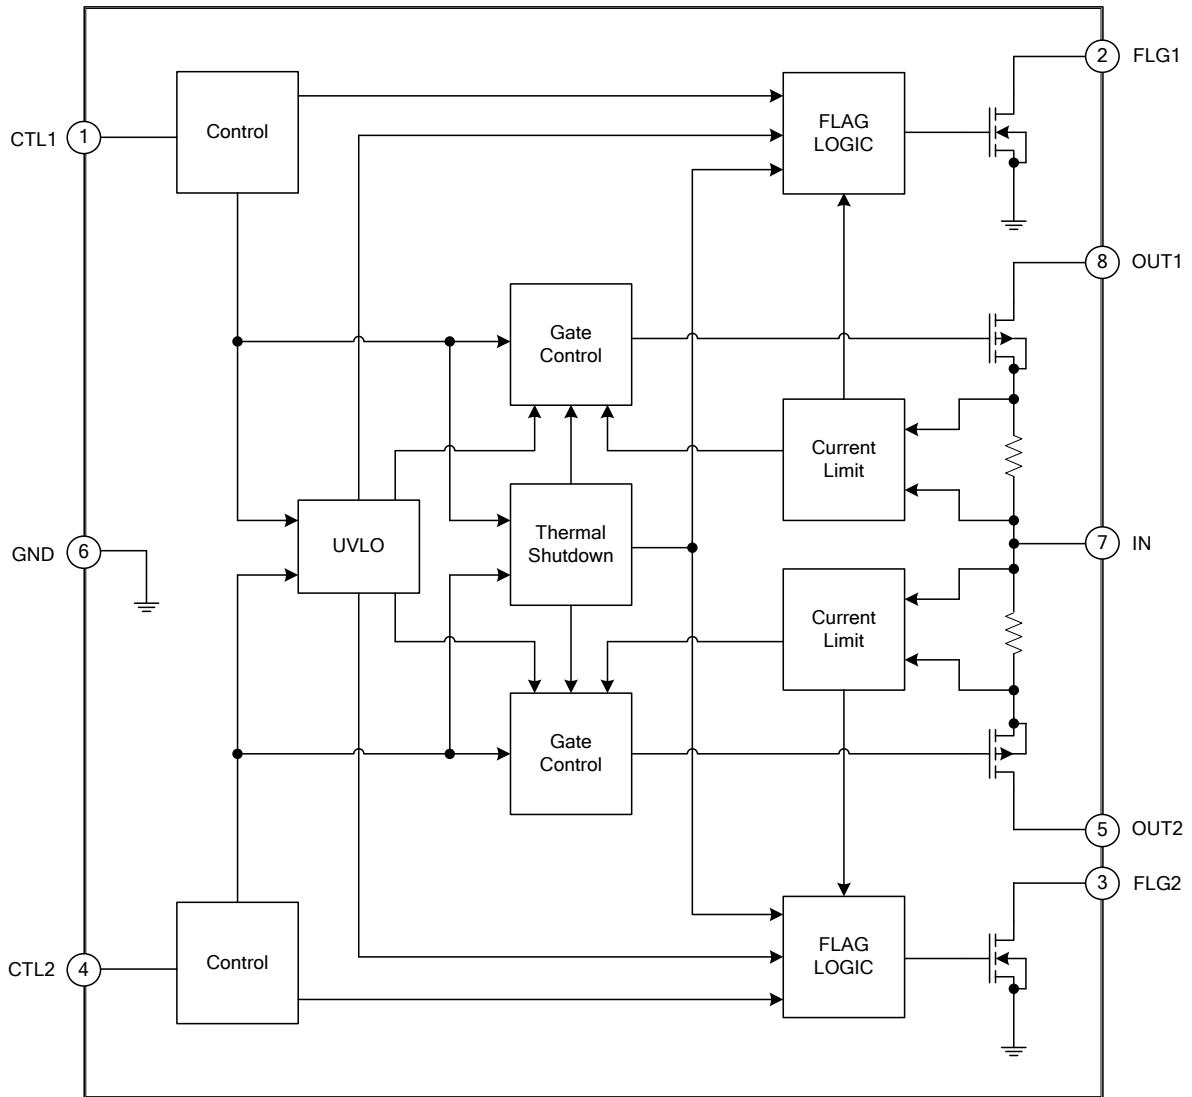 2 FLG1
Control
FLAG
LOGIC
CTL1 1
8 OUT1
Gate
Control
Current
Limit
Thermal
Shutdown
UVLO
7 IN
GND 6
Current
Limit
Gate
Control
5 OUT2
3 FLG2
FLAG
LOGIC
Control
CTL2 4